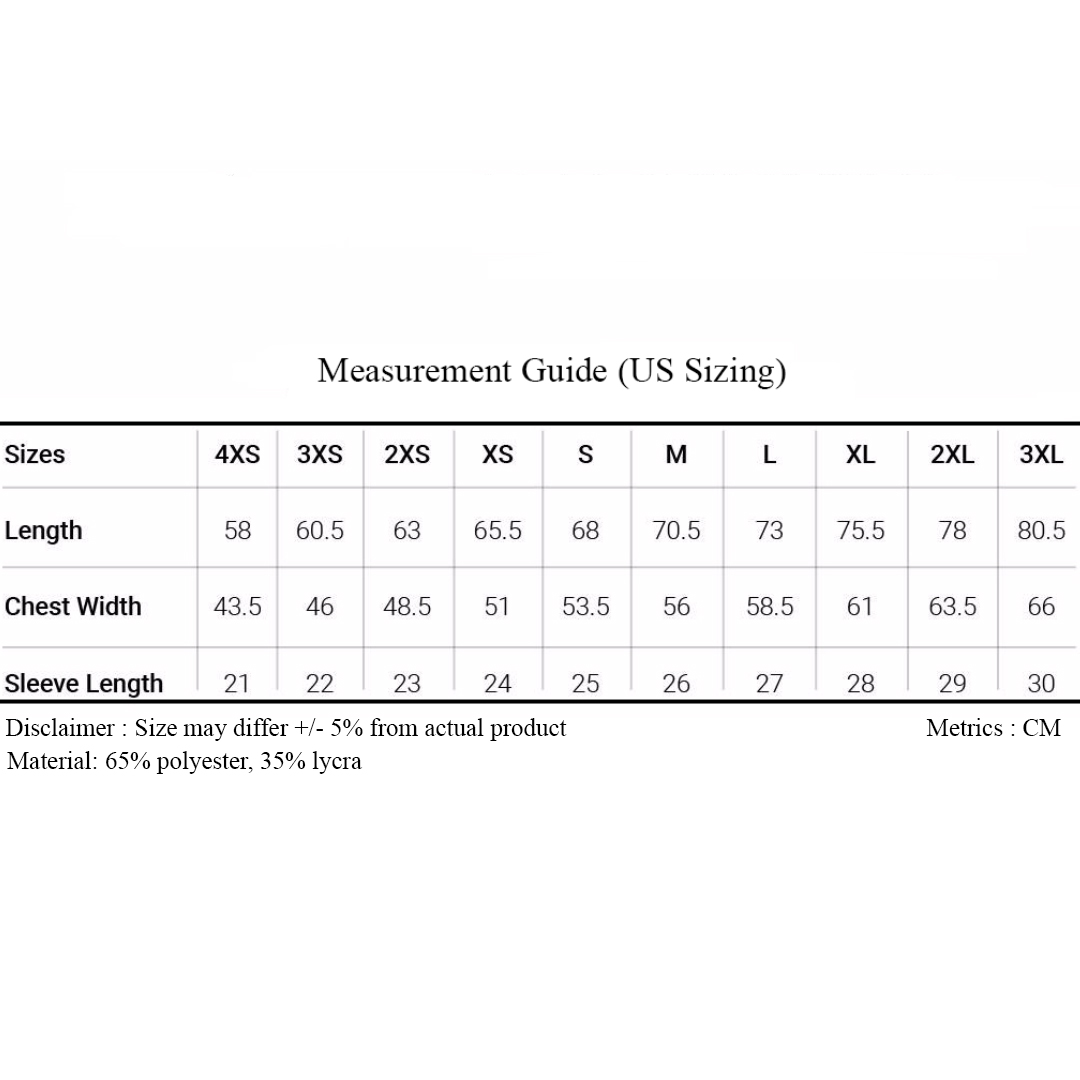 Measurement Guide (US Sizing)
Sizes 4XS 3XS 2XS XS S M L XL 2XL 3XL
Length 58 60.5 63 65.5 68 70.5 73 75.5 78 80.5
Chest Width 43.5 46 48.5 51 53.5 56 58.5 61 63.5 66
Sleeve Length 21 22 23 24 25 26 27 28 29 30
Disclaimer : Size may differ +/- 5% from actual product Metrics : CM
Material: 65% polyester, 35% lycra